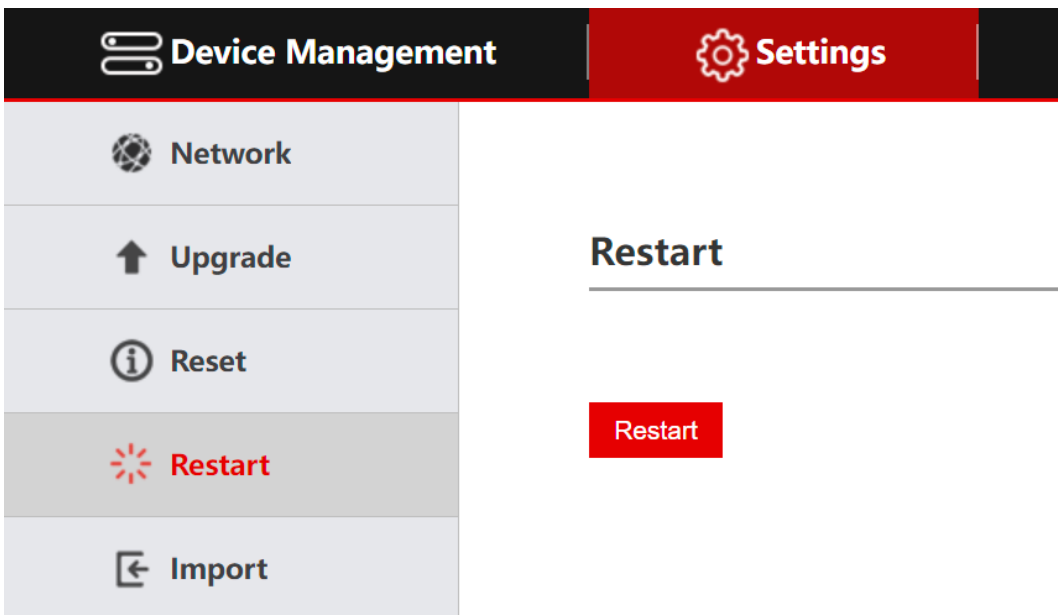 Device Management
Settings
Network
Upgrade
Reset
Restart
Import
Restart
Restart